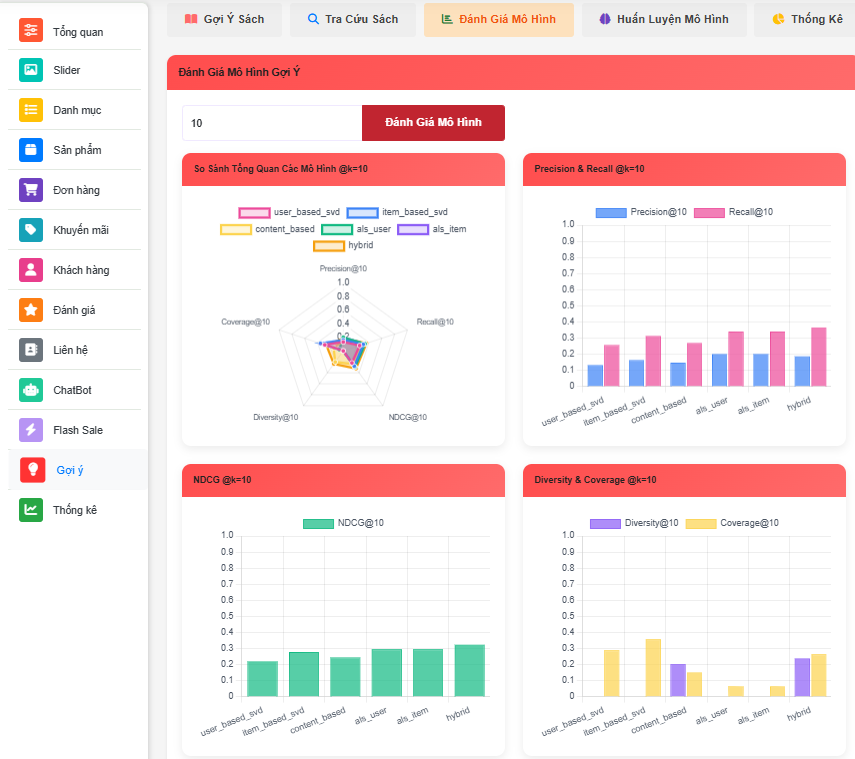 Tổng quan
Slider
Danh mục
Sản phẩm
Đơn hàng
Khuyến mãi
Khách hàng
Đánh giá
Liên hệ
ChatBot
Flash Sale
Gợi ý
Thống kê
Gợi Ý Sách
Tra Cứu Sách
Đánh Giá Mô Hình
Huấn Luyện Mô Hình
Thống Kê
Đánh Giá Mô Hình Gợi Ý
10
Đánh Giá Mô Hình
So Sánh Tổng Quan Các Mô Hình @k=10
user_based_svd item_based_svd
content_based als_user als_item
hybrid
Precision@10
1.0
0.8
0.6
0.4
0.2
Coverage@10
Recall@10
Diversity@10
NDCG@10
Precision & Recall @k=10
Precision@10 Recall@10
1.0
0.9
0.8
0.7
0.6
0.5
0.4
0.3
0.2
0.1
0
user_based_svd
item_based_svd
content_based
als_user
als_item
hybrid
NDCG @k=10
NDCG@10
1.0
0.9
0.8
0.7
0.6
0.5
0.4
0.3
0.2
0.1
0
user_based_svd
item_based_svd
content_based
als_user
als_item
hybrid
Diversity & Coverage @k=10
Diversity@10 Coverage@10
1.0
0.9
0.8
0.7
0.6
0.5
0.4
0.3
0.2
0.1
0
user_based_svd
item_based_svd
content_based
als_user
als_item
hybrid